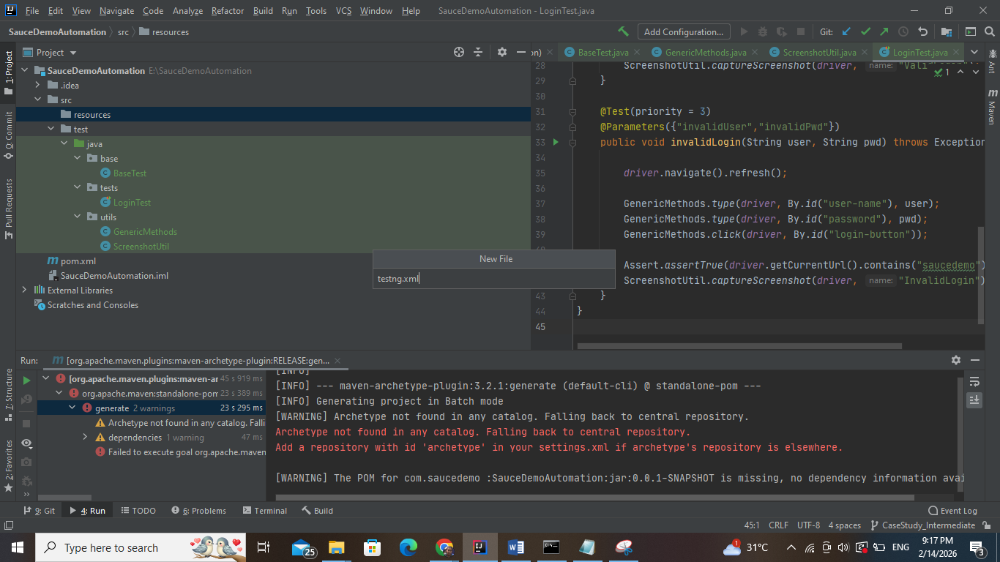 File Edit View Navigate Code Analyze Refactor Build Run Tools VCS Window Help SauceDemoAutomation - LoginTest.java
SauceDemoAutomation src resources Add Configuration... Git:
Project
BaseTest.java GenericMethods.java ScreenshotUtil.java LoginTest.java
1: Project
0: Commit
Pull Requests
7: Structure
2: Favorites
SauceDemoAutomation E:\SauceDemoAutomation
.idea
src
resources
test
java
base
BaseTest
tests
LoginTest
utils
GenericMethods
ScreenshotUtil
pom.xml
SauceDemoAutomation.iml
External Libraries
Scratches and Consoles
28 ScreenshotUtil.captureScreenshot(driver, name:
1
29 }
30
31 @Test(priority = 3)
32 @Parameters({"invalidUser","invalidPwd"})
33 public void invalidLogin(String user, String pwd) throws Exception
34
35 driver.navigate().refresh();
36
37 GenericMethods.type(driver, By.id("user-name"), user);
38 GenericMethods.type(driver, By.id("password"), pwd);
39 GenericMethods.click(driver, By.id("login-button"));
Assert.assertTrue(driver.getCurrentUrl().contains("saucedemo")
ScreenshotUtil.captureScreenshot(driver, name: "InvalidLogin")
43 }
44 }
45
Ant
Maven
New File
testng.xml
Run: [org.apache.maven.plugins:maven-archetype-plugin:RELEASE:gen...
[org.apache.maven.plugins:maven-ar 45 s 919 ms
org.apache.maven:standalone-pom 23 s 389 ms
generate 2 warnings 23 s 295 ms
Archetype not found in any catalog. Falli
dependencies 1 warning 47 ms
Failed to execute goal org.apache.maven
[INFO]
[INFO] --- maven-archetype-plugin:3.2.1:generate (default-cli) @ standalone-pom ---
[INFO] Generating project in Batch mode
[WARNING] Archetype not found in any catalog. Falling back to central repository.
Archetype not found in any catalog. Falling back to central repository.
Add a repository with id 'archetype' in your settings.xml if archetype's repository is elsewhere.
[WARNING] The POM for com.saucedemo :SauceDemoAutomation:jar:0.0.1-SNAPSHOT is missing, no dependency information avai
9: Git 4: Run TODO 6: Problems Terminal Build Event Log
45:1 CRLF UTF-8 4 spaces CaseStudy_Intermediate
Type here to search 25 1 31°C ENG 9:17 PM
2/14/2026 3